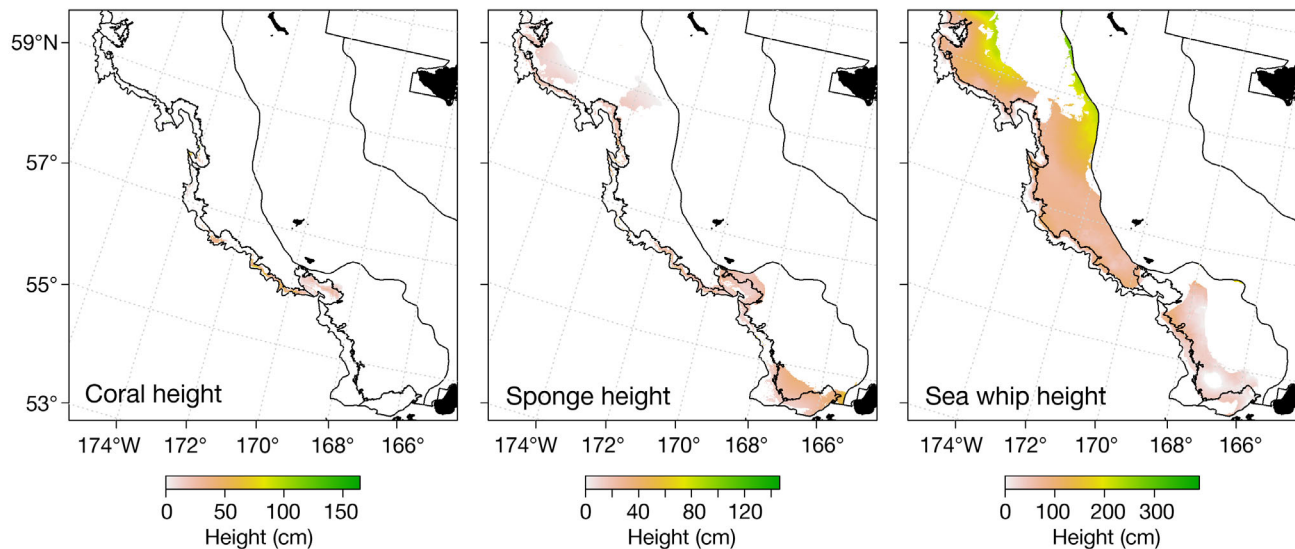 59°N
57°
55°
53°
Coral height
Sponge height
Sea whip height
174°W 172° 170° 168° 166°
174°W 172° 170° 168° 166°
174°W 172° 170° 168° 166°
0 50 100 150
Height (cm)
0 40 80 120
Height (cm)
0 100 200 300
Height (cm)